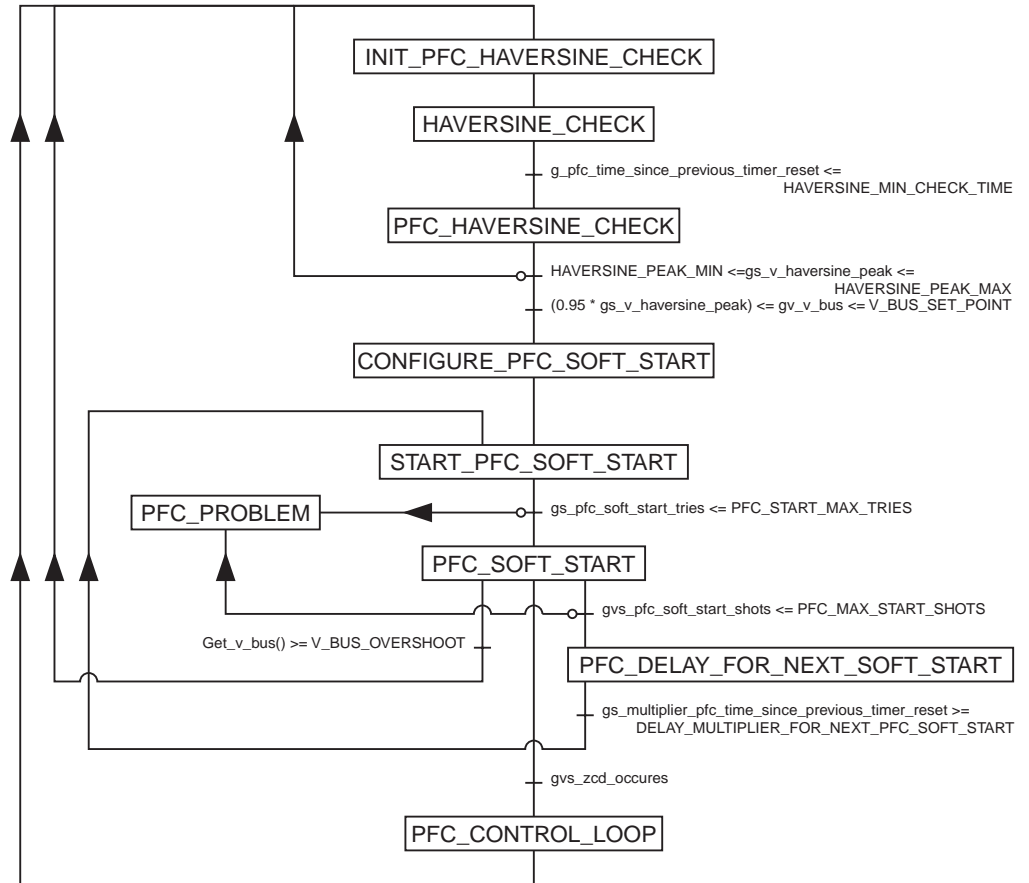 INIT_PFC_HAVERSINE_CHECK
HAVERSINE_CHECK
g_pfc_time_since_previous_timer_reset <=
HAVERSINE_MIN_CHECK_TIME
PFC_HAVERSINE_CHECK
HAVERSINE_PEAK_MIN <=gs_v_haversine_peak <=
HAVERSINE_PEAK_MAX
(0.95 * gs_v_haversine_peak) <= gv_v_bus <= V_BUS_SET_POINT
CONFIGURE_PFC_SOFT_START
START_PFC_SOFT_START
PFC_PROBLEM
gs_pfc_soft_start_tries <= PFC_START_MAX_TRIES
PFC_SOFT_START
gvs_pfc_soft_start_shots <= PFC_MAX_START_SHOTS
Get_v_bus() >= V_BUS_OVERSHOOT
PFC_DELAY_FOR_NEXT_SOFT_START
gs_multiplier_pfc_time_since_previous_timer_reset >=
DELAY_MULTIPLIER_FOR_NEXT_PFC_SOFT_START
gvs_zcd_occures
PFC_CONTROL_LOOP